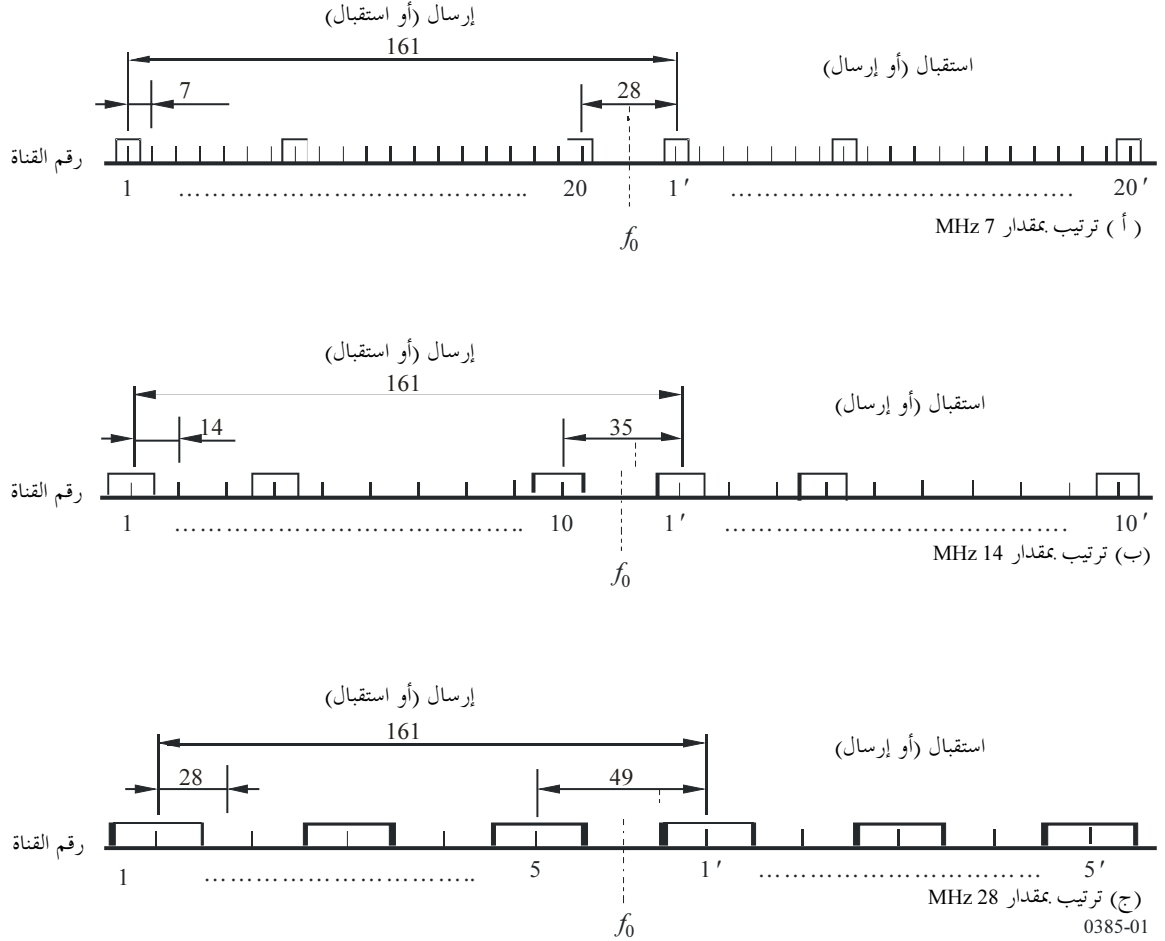 إرسال (أو استقبال)
161
استقبال (أو إرسال)
7
28
رقم القناة
1 ........................................ 20 1′ ........................................ 20′
f0
( أ ) ترتيب بمقدار 7 MHz
إرسال (أو استقبال)
161
استقبال (أو إرسال)
14
35
رقم القناة
1 ........................................ 10 1′ ........................................ 10′
f0
(ب) ترتيب بمقدار 14 MHz
إرسال (أو استقبال)
161
استقبال (أو إرسال)
28
49
رقم القناة
1 ................................ 5 1′ ................................ 5′
f0
(ج) ترتيب بمقدار 28 MHz
0385-01